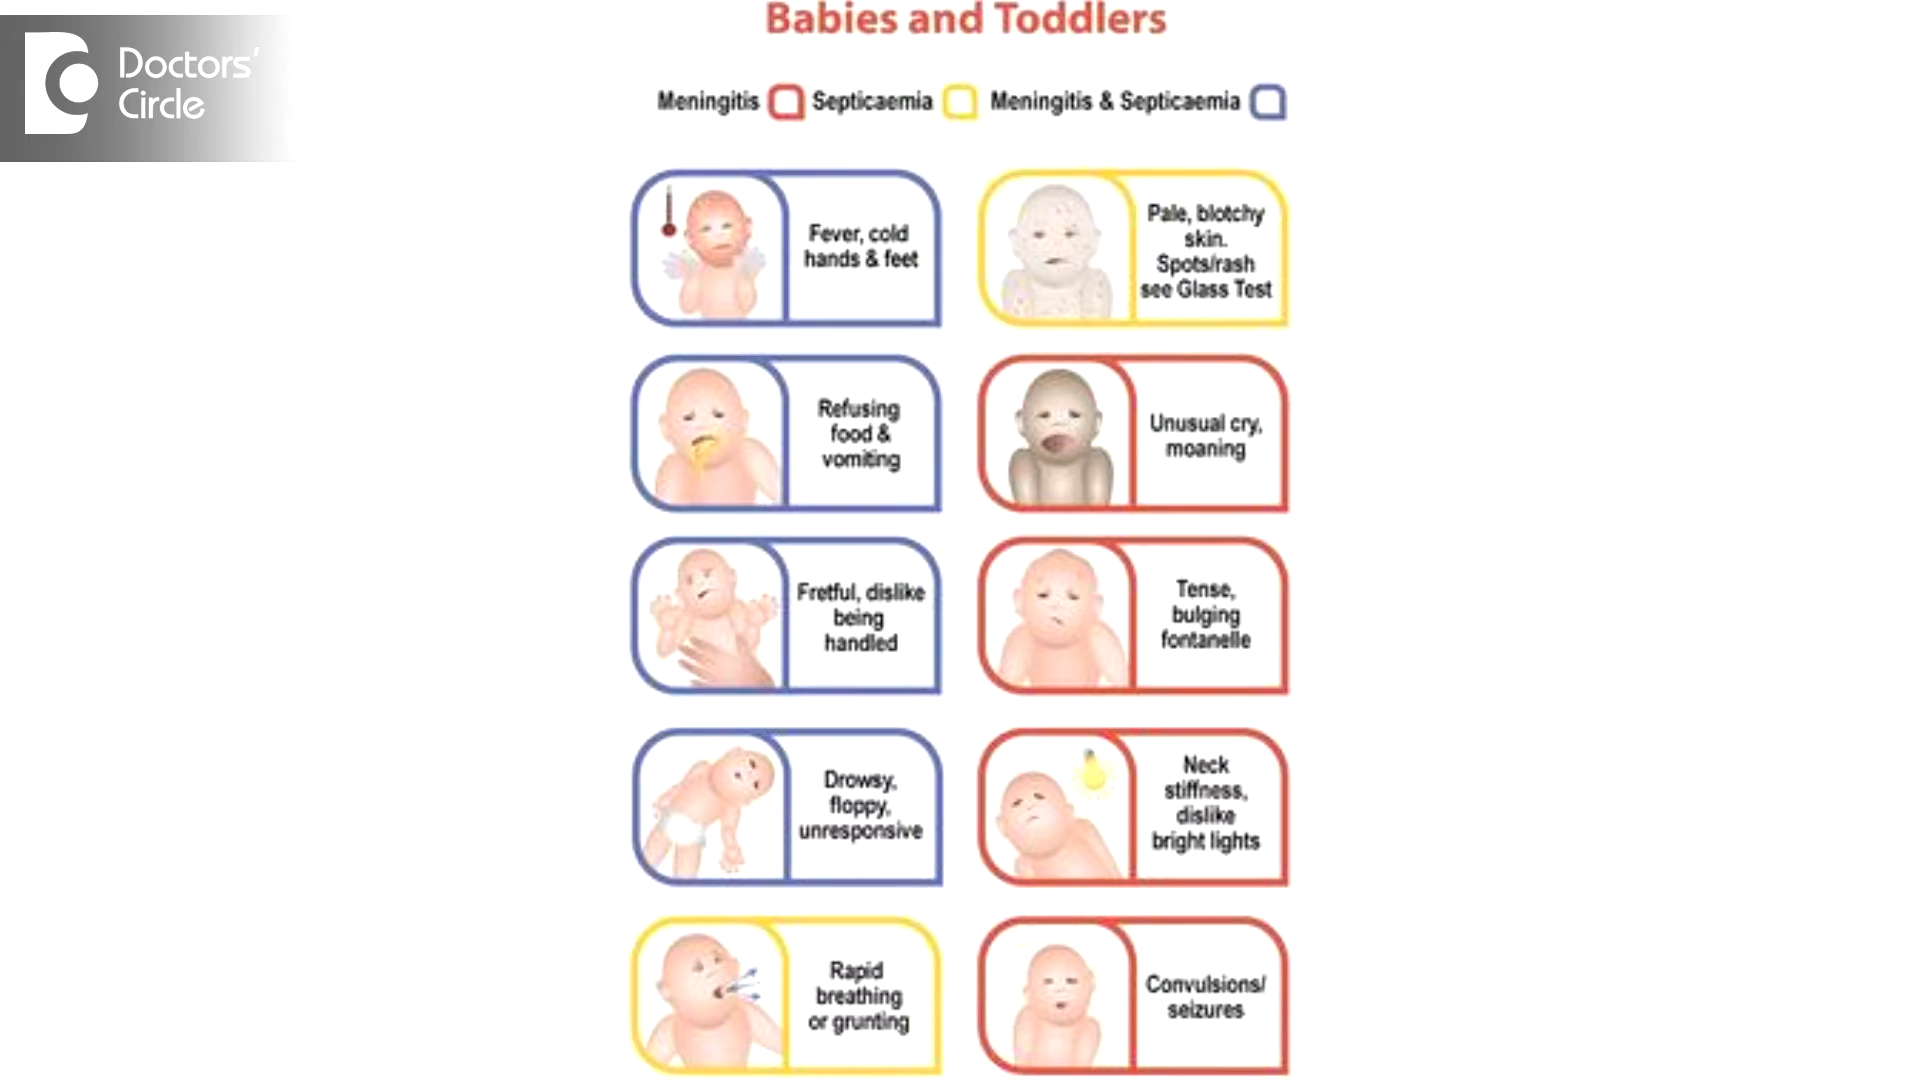 Babies and Toddlers
Doctors'
Circle
Meningitis Septicaemia Meningitis & Septicaemia
Fever, cold
hands & feet
Pale, blotchy
skin.
Spots/rash
see Glass Test
Refusing
food &
vomiting
Unusual cry,
moaning
Fretful, dislike
being
handled
Tense,
bulging
fontanelle
Drowsy,
floppy,
unresponsive
Neck
stiffness,
dislike
bright lights
Rapid
breathing
or grunting
Convulsions/
seizures